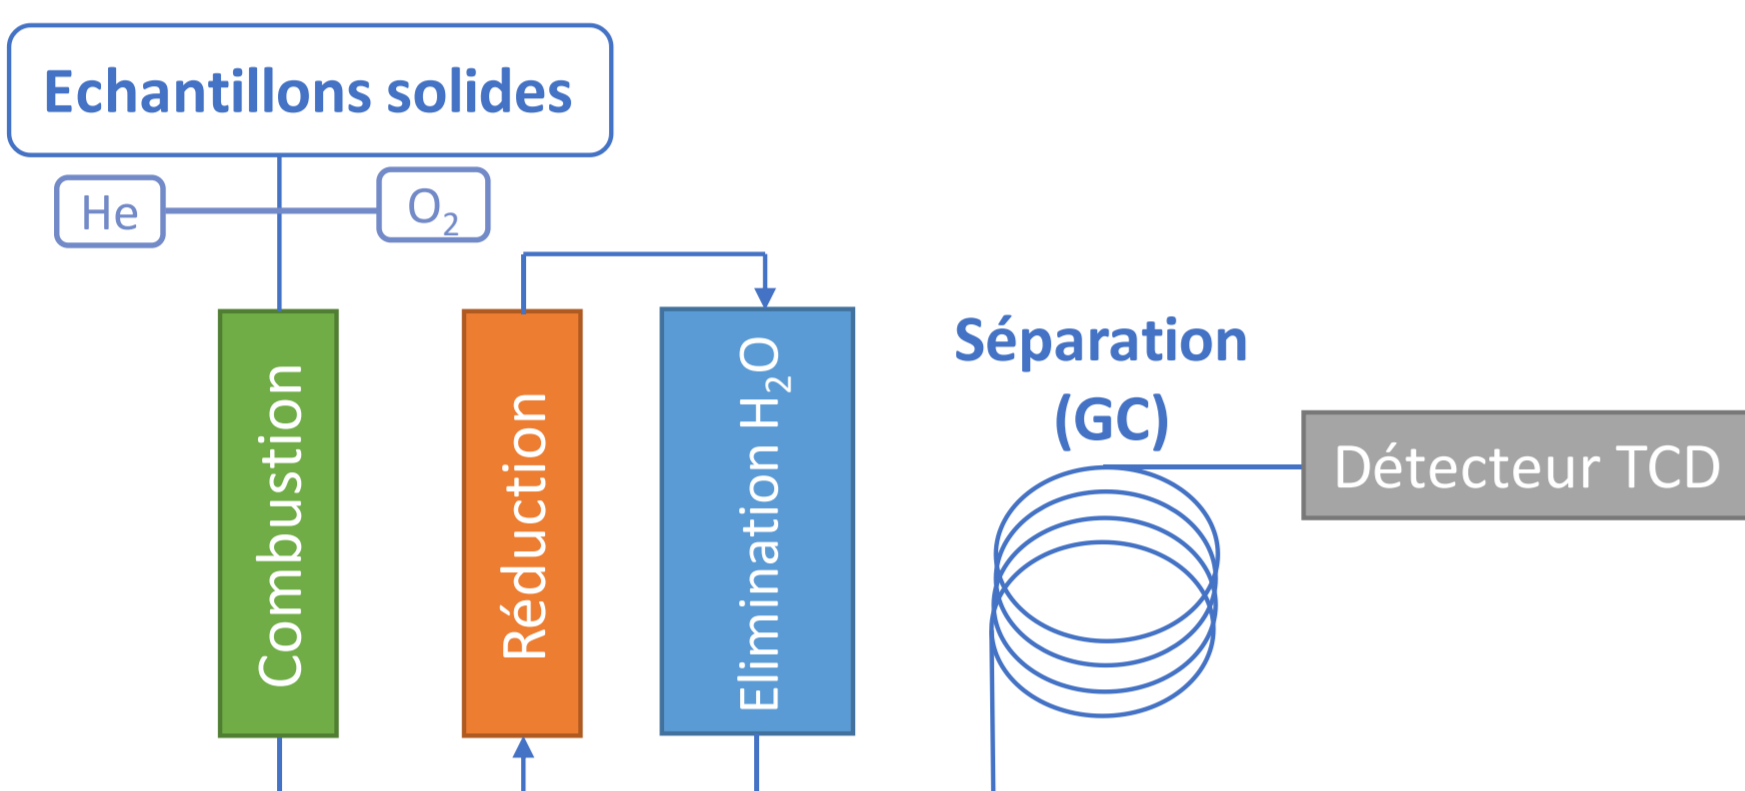 Echantillons solides
He
O₂
Combustion
Réduction
Elimination H₂O
Séparation
(GC)
Détecteur TCD